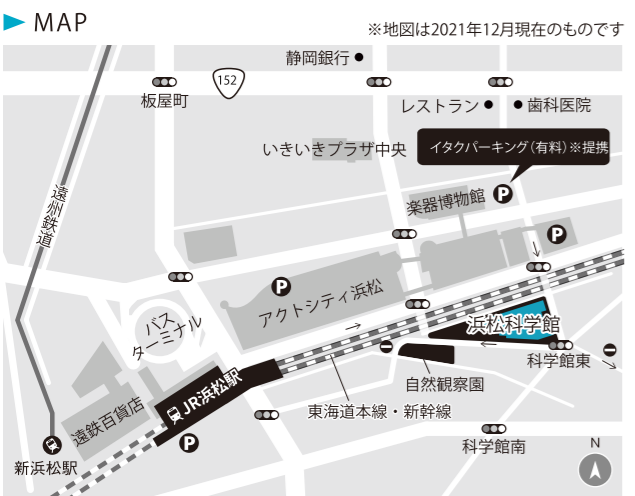 MAP
※地図は2021年12月現在のものです
静岡銀行
152
板屋町
レストラン
歯科医院
いきいきプラザ中央
イタクパーキング(有料)※提携
遠州鉄道
楽器博物館
P
P
P
アクトシティ浜松
バス
ターミナル
浜松科学館
科学館東
自然観察園
JR浜松駅
東海道本線・新幹線
遠鉄百貨店
P
科学館南
新浜松駅
N